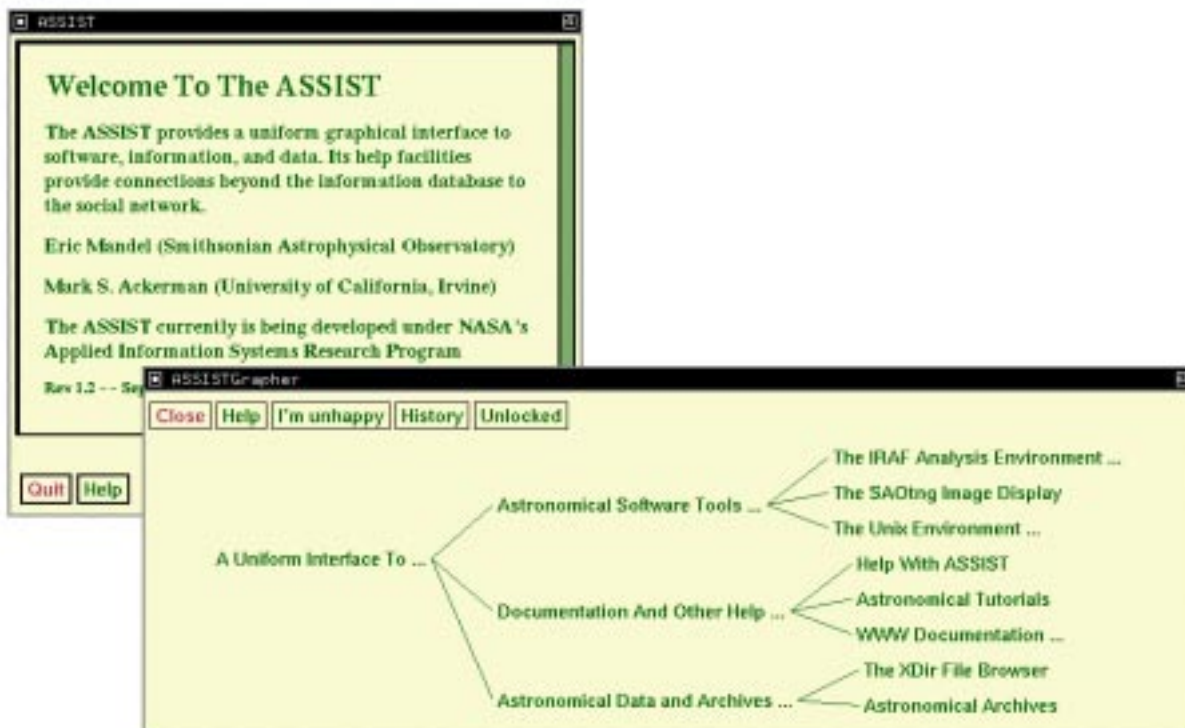 ASSIST
Welcome To The ASSIST
The ASSIST provides a uniform graphical interface to
software, information, and data. Its help facilities
provide connections beyond the information database to
the social network.
Eric Mandel (Smithsonian Astrophysical Observatory)
Mark S. Ackerman (University of California, Irvine)
The ASSIST currently is being developed under NASA's
Applied Information Systems Research Program
Rev 1.2 -- Sep
Quit Help
ASSISTGrapher
Close Help I'm unhappy History Unlocked
The IRAF Analysis Environment ...
Astronomical Software Tools ... The SAOtng Image Display
The Unix Environment ...
A Uniform Interface To ... Help With ASSIST
Documentation And Other Help ... Astronomical Tutorials
WWW Documentation ...
The XDir File Browser
Astronomical Data and Archives ... Astronomical Archives